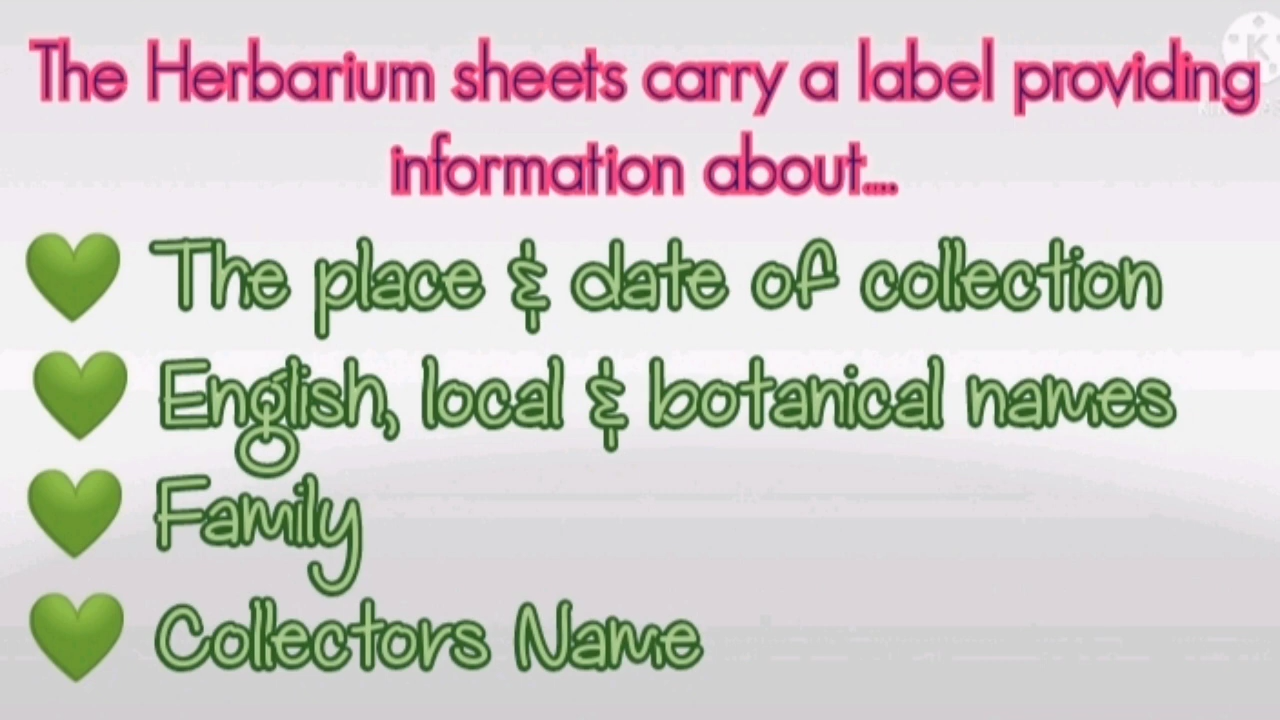 The Herbarium sheets carry a label providing
information about....
💚 The place & date of collection
💚 English, local & botanical names
💚 Family
💚 Collectors Name